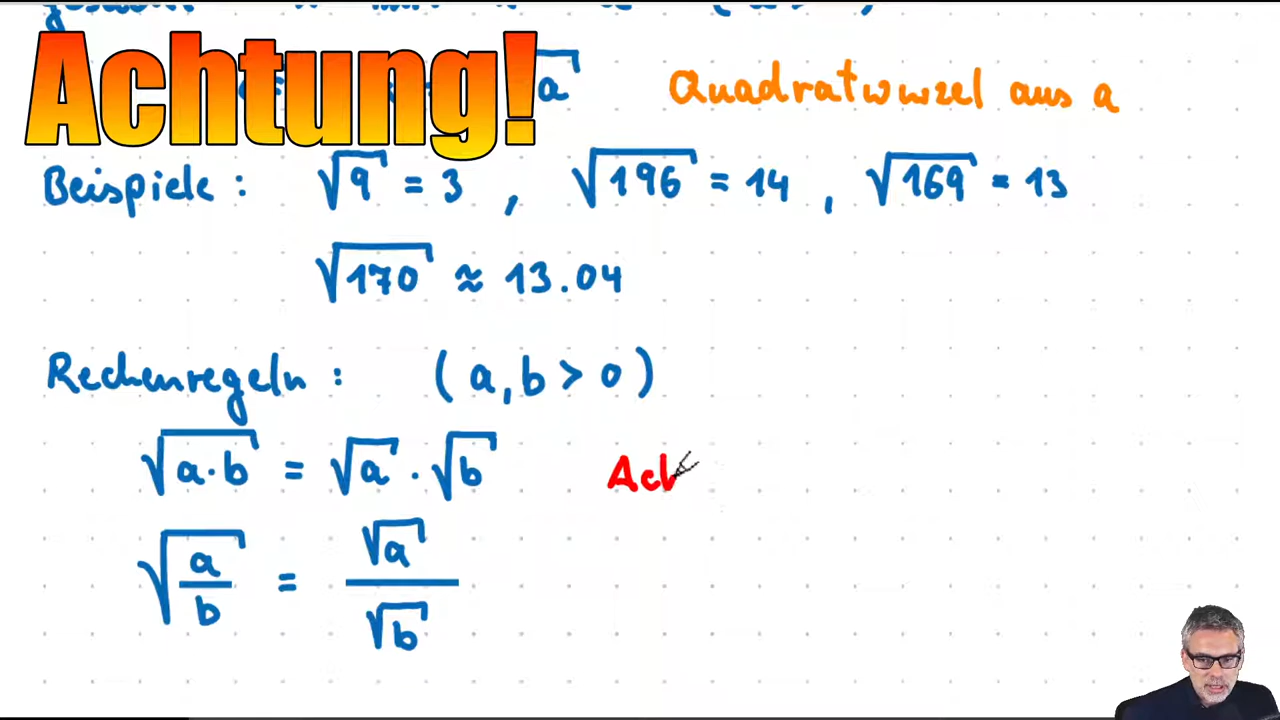 Achtung!
a Quadratwurzel aus a
Beispiele : √9 = 3 , √196 = 14 , √169 = 13
√170 ≈ 13.04
Rechenregeln : (a, b > 0)
√a·b = √a · √b Ach
√a/b = √a/√b